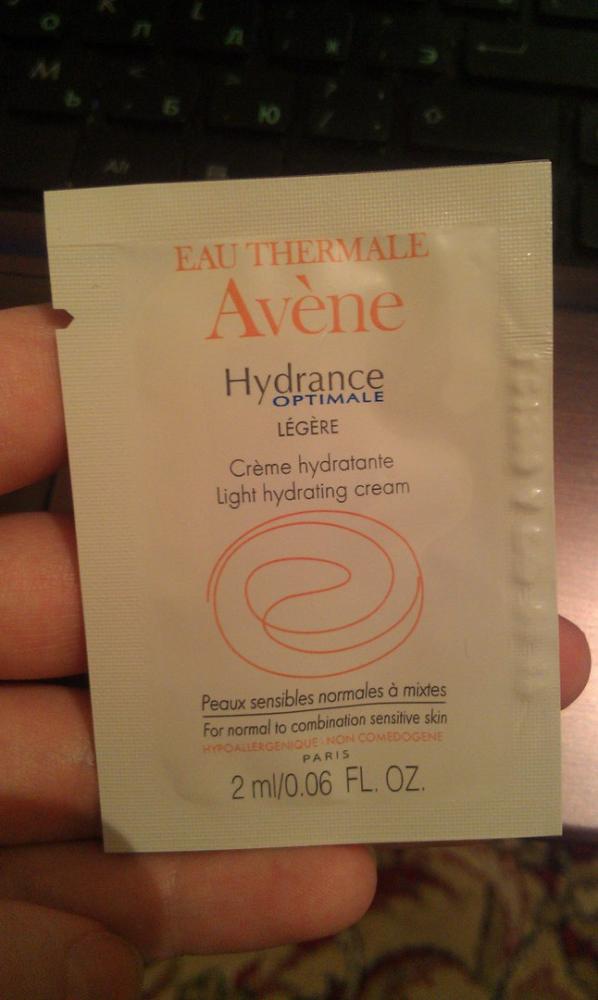 EAU THERMALE
Avène
Hydrance
OPTIMALE
LÉGÈRE
Crème hydratante
Light hydrating cream
Peaux sensibles normales à mixtes
For normal to combination sensitive skin
HYPOALLERGENIQUE - NON COMEDOGENE
PARIS
2 ml/0.06 FL. OZ.